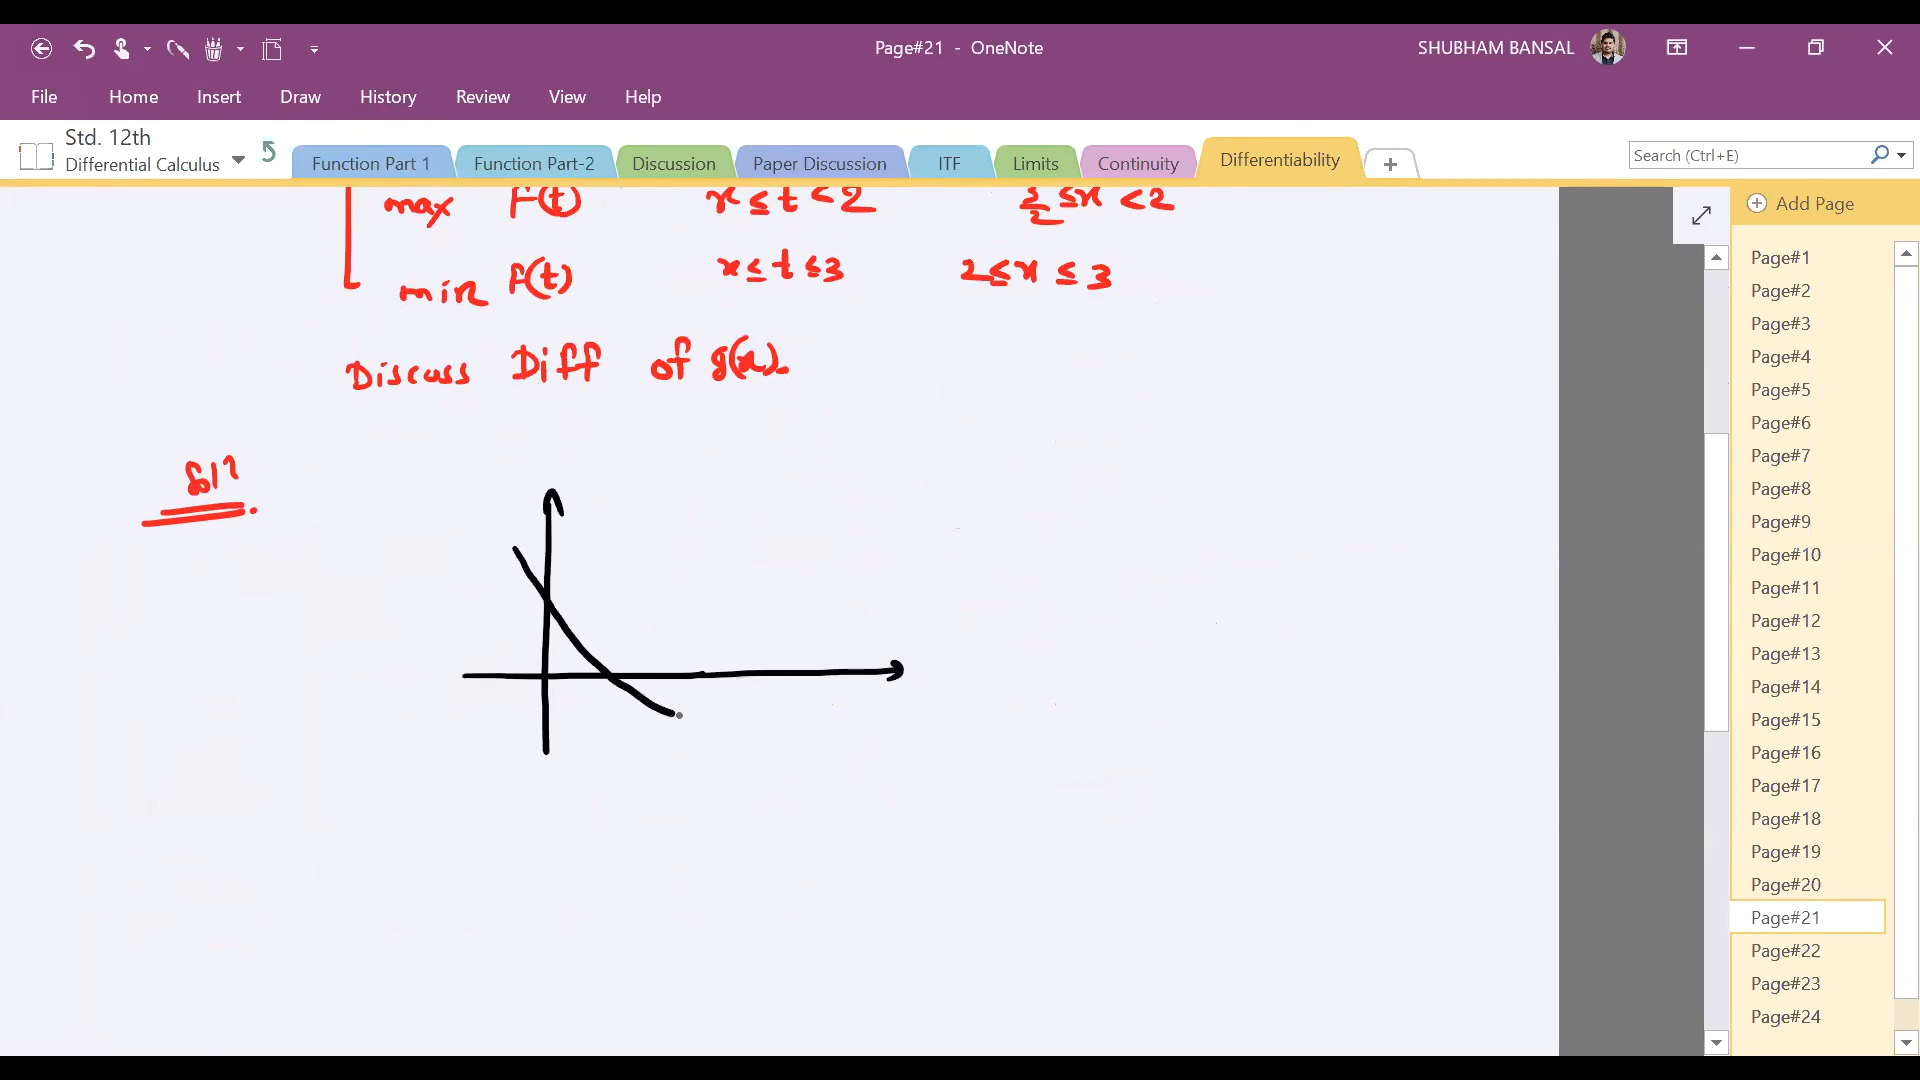 Page#21 - OneNote
SHUBHAM BANSAL
File Home Insert Draw History Review View Help
Std. 12th
Differential Calculus
Function Part 1 Function Part-2 Discussion Paper Discussion ITF Limits Continuity Differentiability
Search (Ctrl+E)
max F(t) x ≤ t < 2 3/2 ≤ x < 2
min F(t) x ≤ t ≤ 3 2 ≤ x ≤ 3
Discuss Diff of g(x).
Sol?
Add Page
Page#1
Page#2
Page#3
Page#4
Page#5
Page#6
Page#7
Page#8
Page#9
Page#10
Page#11
Page#12
Page#13
Page#14
Page#15
Page#16
Page#17
Page#18
Page#19
Page#20
Page#21
Page#22
Page#23
Page#24